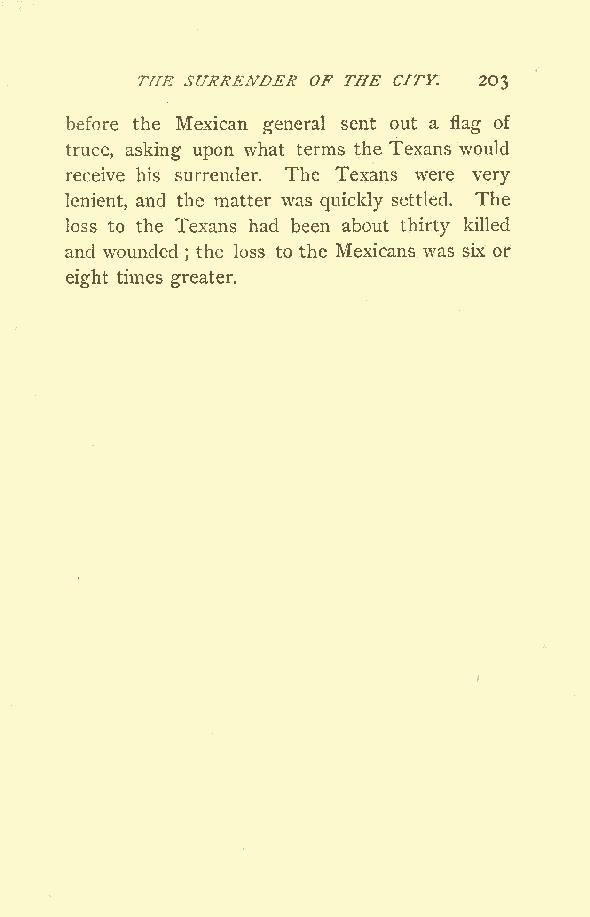 THE SURRENDER OF THE CITY. 203
before the Mexican general sent out a flag of
truce, asking upon what terms the Texans would
receive his surrender. The Texans were very
lenient, and the matter was quickly settled. The
loss to the Texans had been about thirty killed
and wounded ; the loss to the Mexicans was six or
eight times greater.